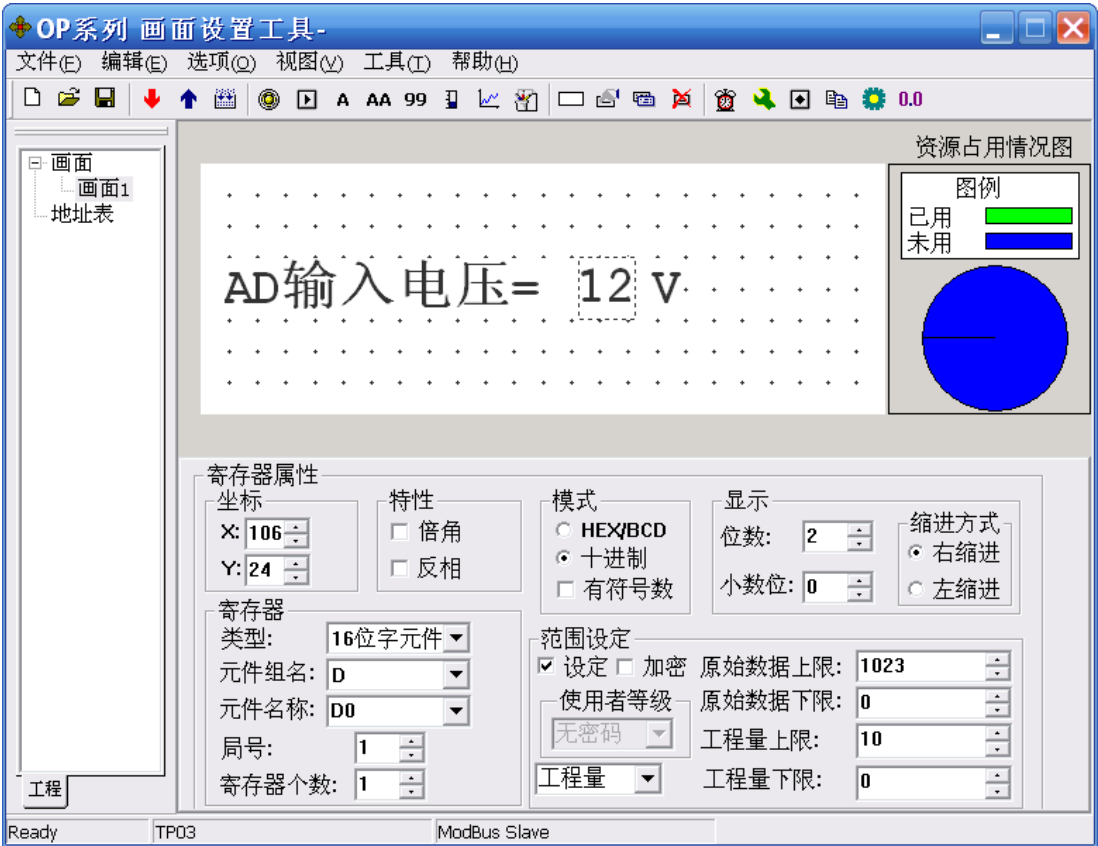 OP系列 画面设置工具-
文件(F) 编辑(E) 选项(O) 视图(V) 工具(T) 帮助(H)
A AA 99 0.0
画面
画面1
地址表
工程
AD输入电压= 12 V
资源占用情况图
图例
已用
未用
寄存器属性
坐标
X: 106
Y: 24
特性
倍角
反相
模式
HEX/BCD
十进制
有符号数
显示
位数: 2
小数位: 0
缩进方式
右缩进
左缩进
寄存器
类型: 16位字元件
元件组名: D
元件名称: D0
局号: 1
寄存器个数: 1
范围设定
设定 加密
使用者等级
无密码
工程量
原始数据上限: 1023
原始数据下限: 0
工程量上限: 10
工程量下限: 0
Ready TP03 ModBus Slave